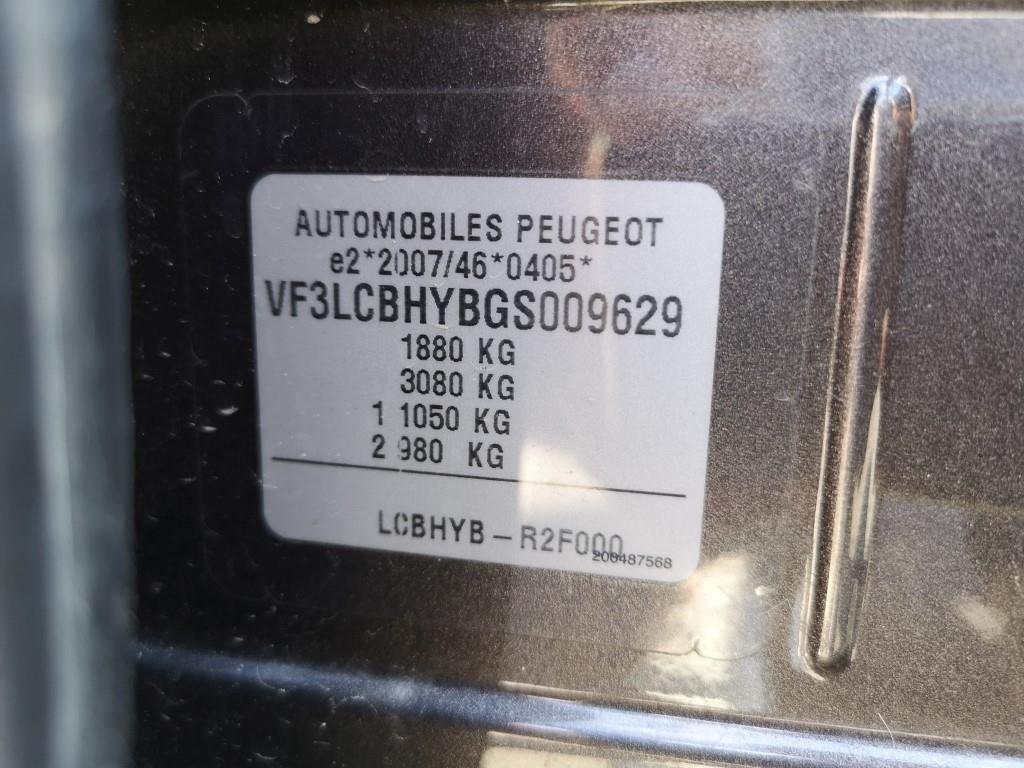 AUTOMOBILES PEUGEOT
e2*2007/46*0405*
VF3LCBHYBGS009629
1880 KG
3080 KG
1 1050 KG
2 980 KG
LCBHYB – R2F000
200487568